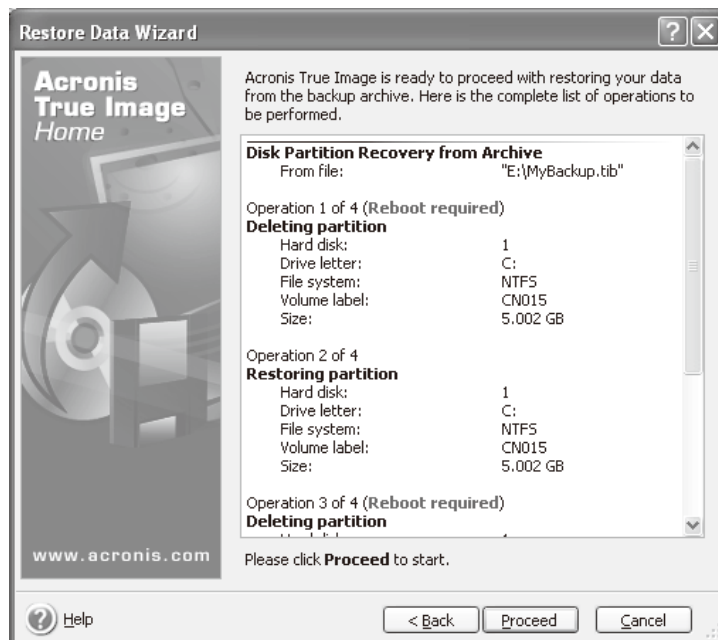 Restore Data Wizard
Acronis
True Image
Home
Acronis True Image is ready to proceed with restoring your data
from the backup archive. Here is the complete list of operations to
be performed.
Disk Partition Recovery from Archive
From file: "E:\MyBackup.tib"
Operation 1 of 4 (Reboot required)
Deleting partition
Hard disk: 1
Drive letter: C:
File system: NTFS
Volume label: CN015
Size: 5.002 GB
Operation 2 of 4
Restoring partition
Hard disk: 1
Drive letter: C:
File system: NTFS
Volume label: CN015
Size: 5.002 GB
Operation 3 of 4 (Reboot required)
Deleting partition
www.acronis.com
Please click Proceed to start.
? Help
< Back
Proceed
Cancel